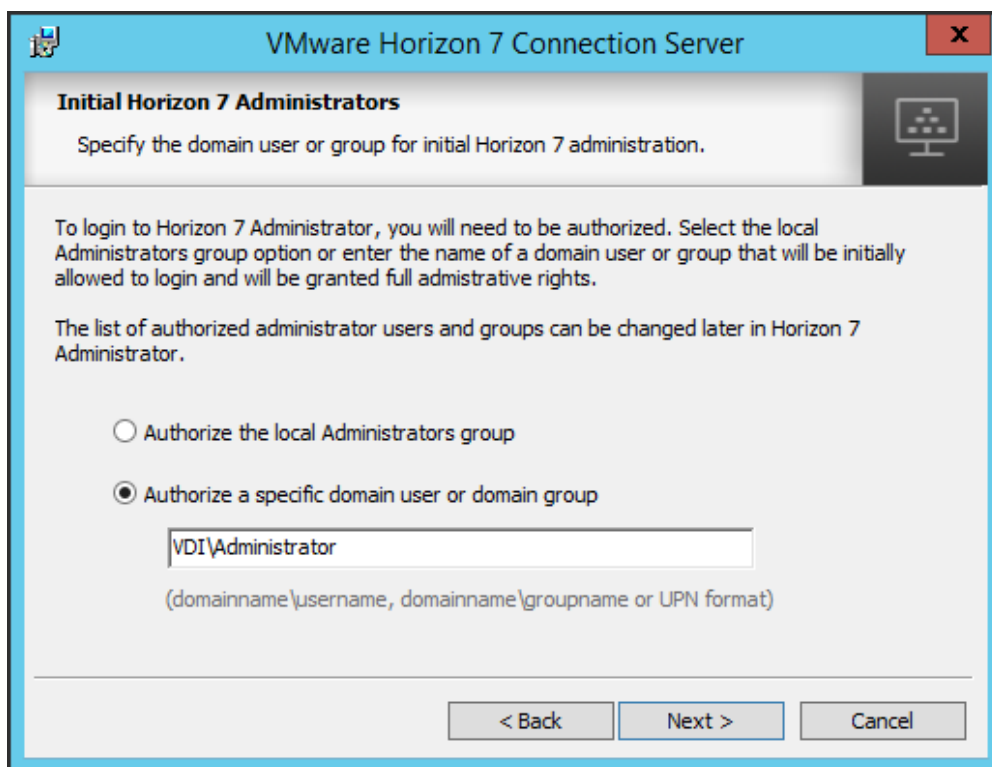 VMware Horizon 7 Connection Server
x
Initial Horizon 7 Administrators
Specify the domain user or group for initial Horizon 7 administration.
To login to Horizon 7 Administrator, you will need to be authorized. Select the local
Administrators group option or enter the name of a domain user or group that will be initially
allowed to login and will be granted full admistrative rights.
The list of authorized administrator users and groups can be changed later in Horizon 7
Administrator.
Authorize the local Administrators group
Authorize a specific domain user or domain group
VDI\Administrator
(domainname\username, domainname\groupname or UPN format)
< Back
Next >
Cancel